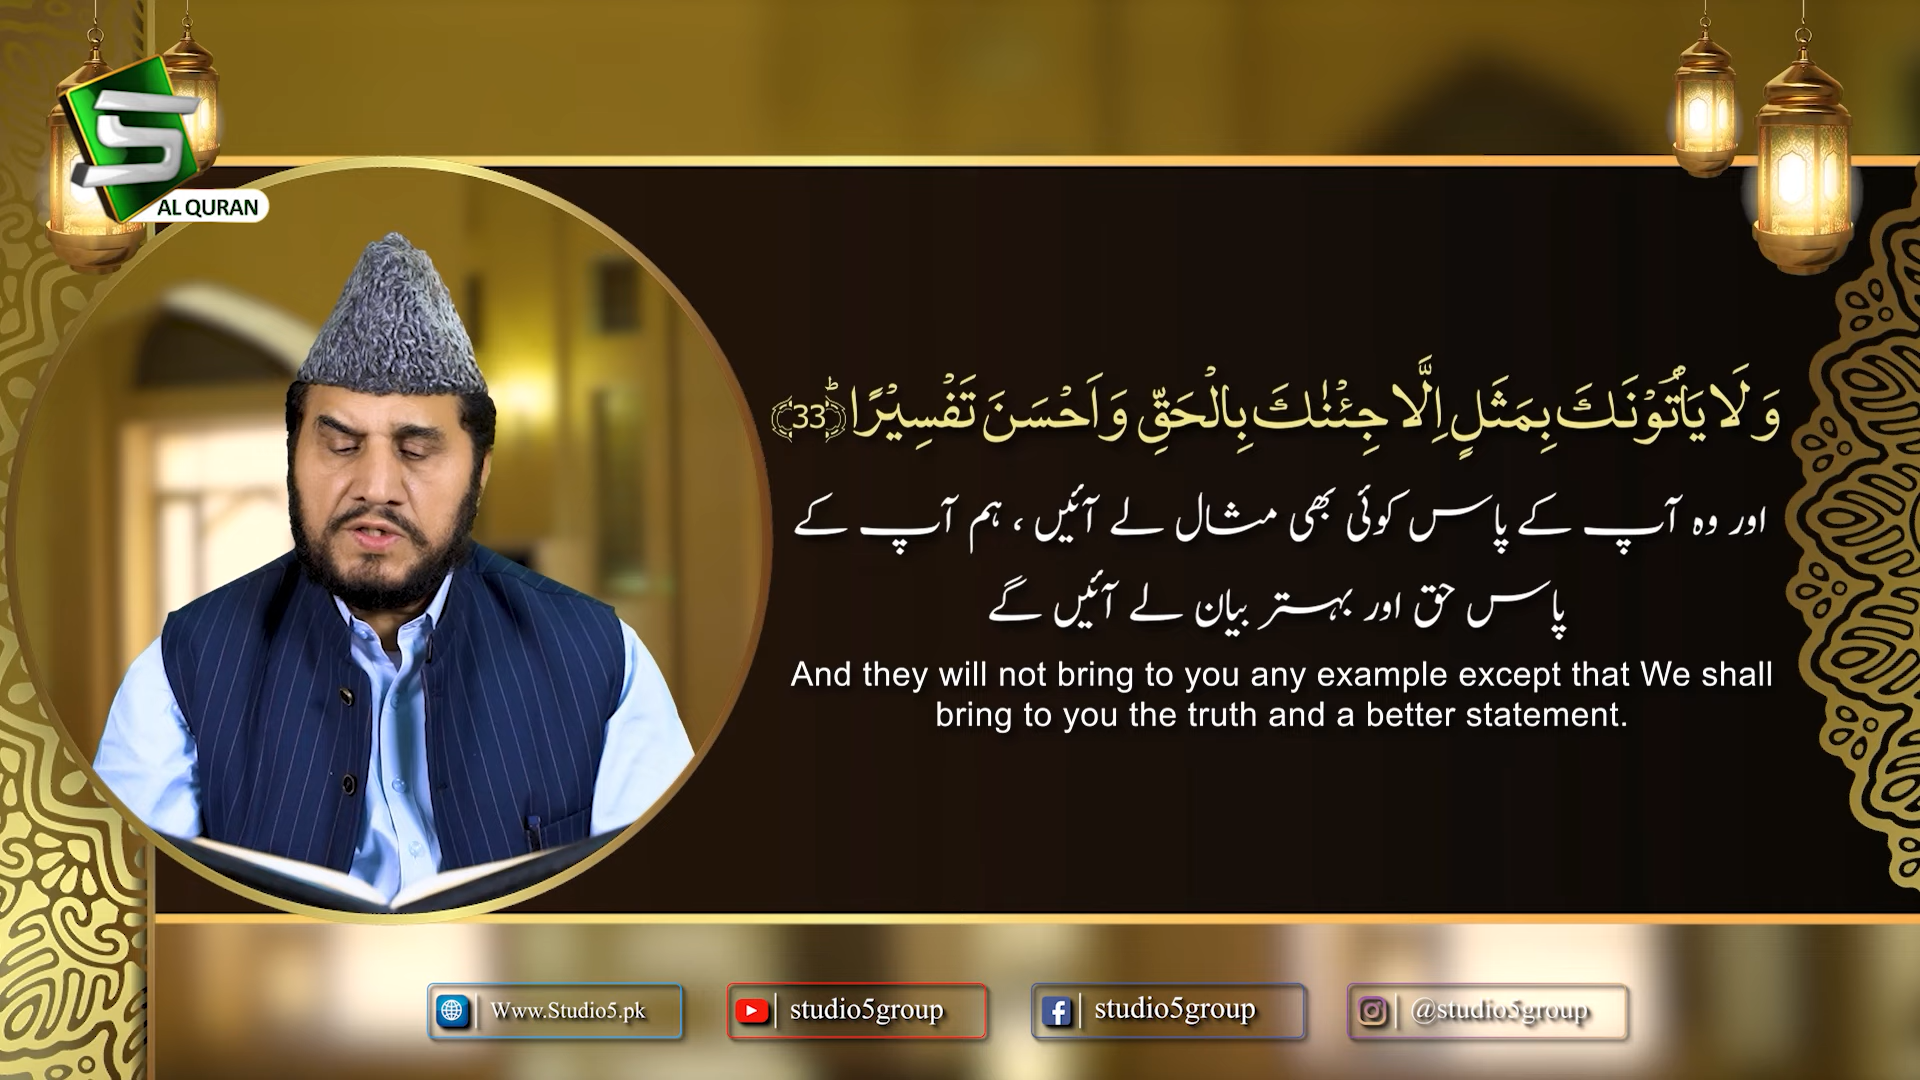 S
AL QURAN
وَلَا يَاْتُوْنَكَ بِمَثَلٍ اِلَّا جِئْنٰكَ بِالْحَقِّ وَاَحْسَنَ تَفْسِيْرًاؕ ﴿33﴾
اور وہ آپ کے پاس کوئی بھی مثال لے آئیں ، ہم آپ کے
پاس حق اور بہتر بیان لے آئیں گے
And they will not bring to you any example except that We shall
bring to you the truth and a better statement.
Www.Studio5.pk
studio5group
studio5group
@studio5group